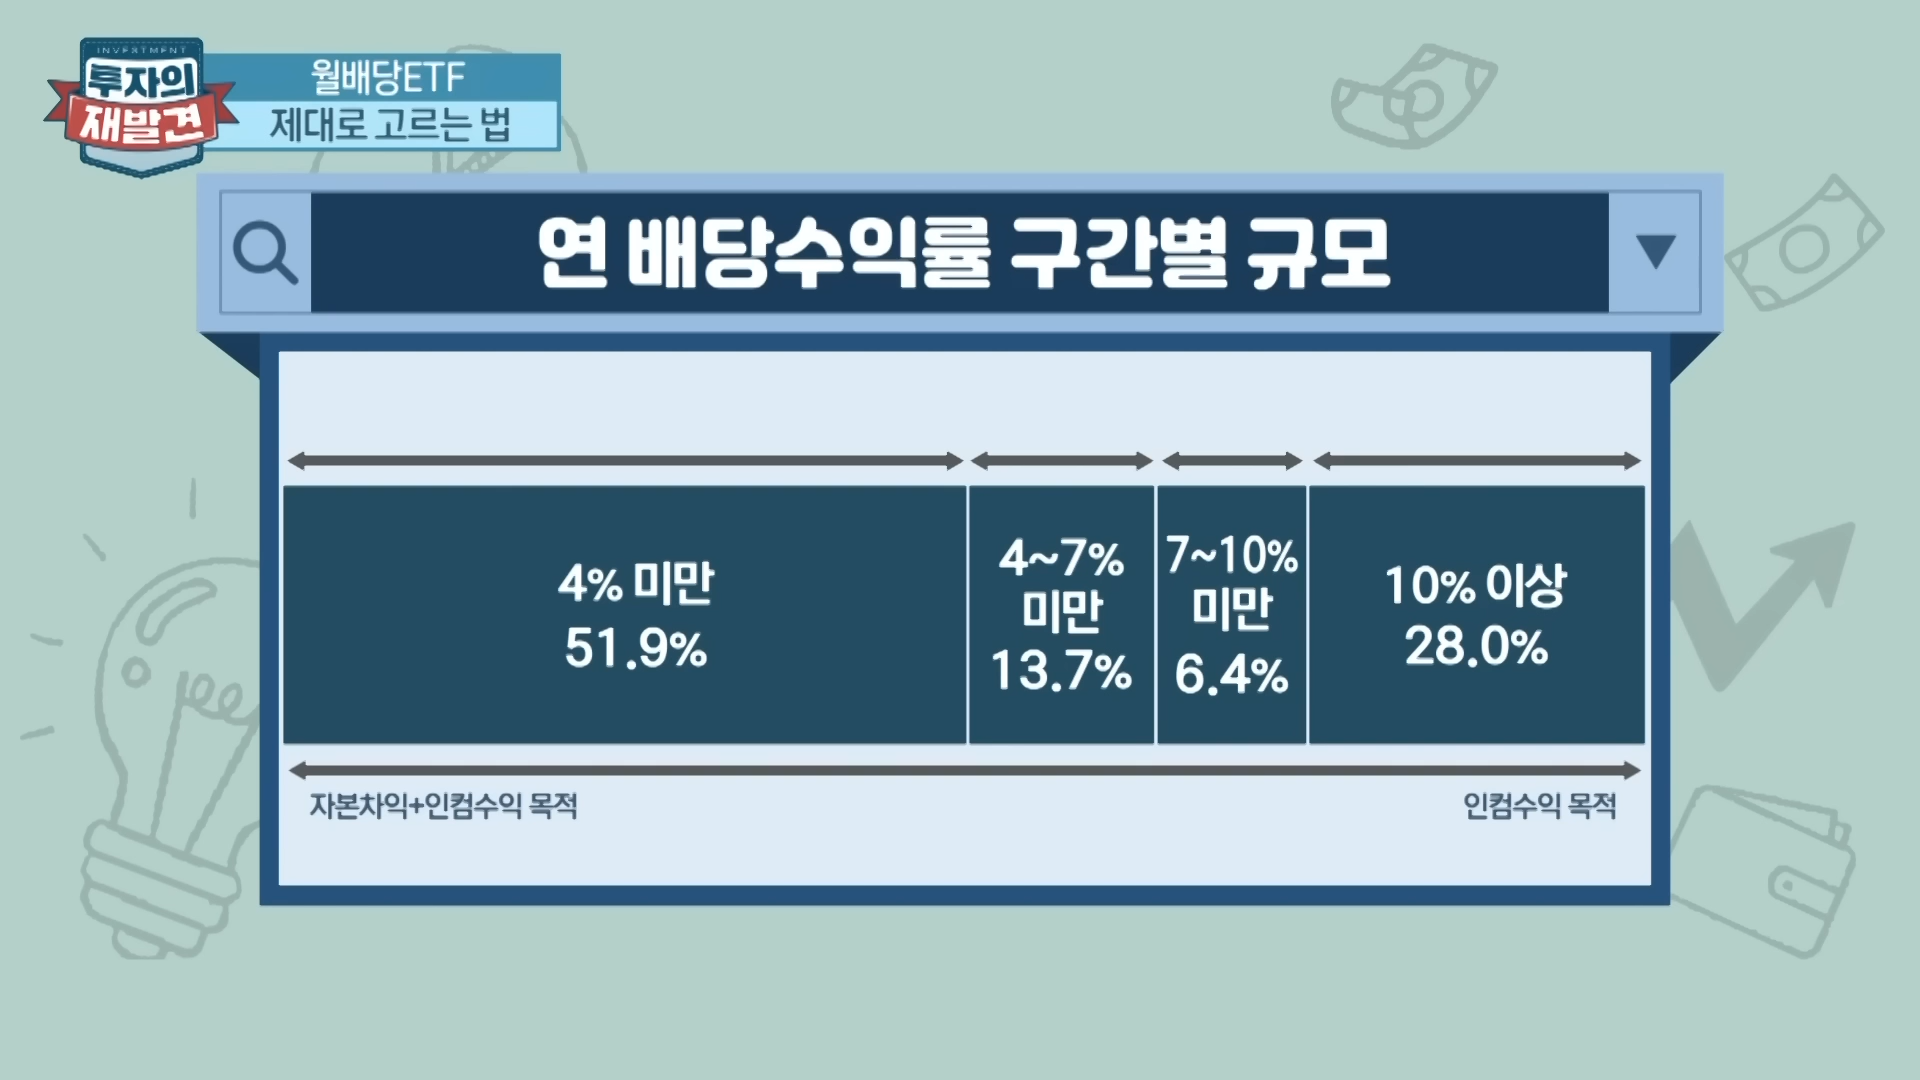 INVESTMENT
투자의
재발견
월배당ETF
제대로 고르는 법
연 배당수익률 구간별 규모
4% 미만
51.9%
4~7%
미만
13.7%
7~10%
미만
6.4%
10% 이상
28.0%
자본차익+인컴수익 목적
인컴수익 목적